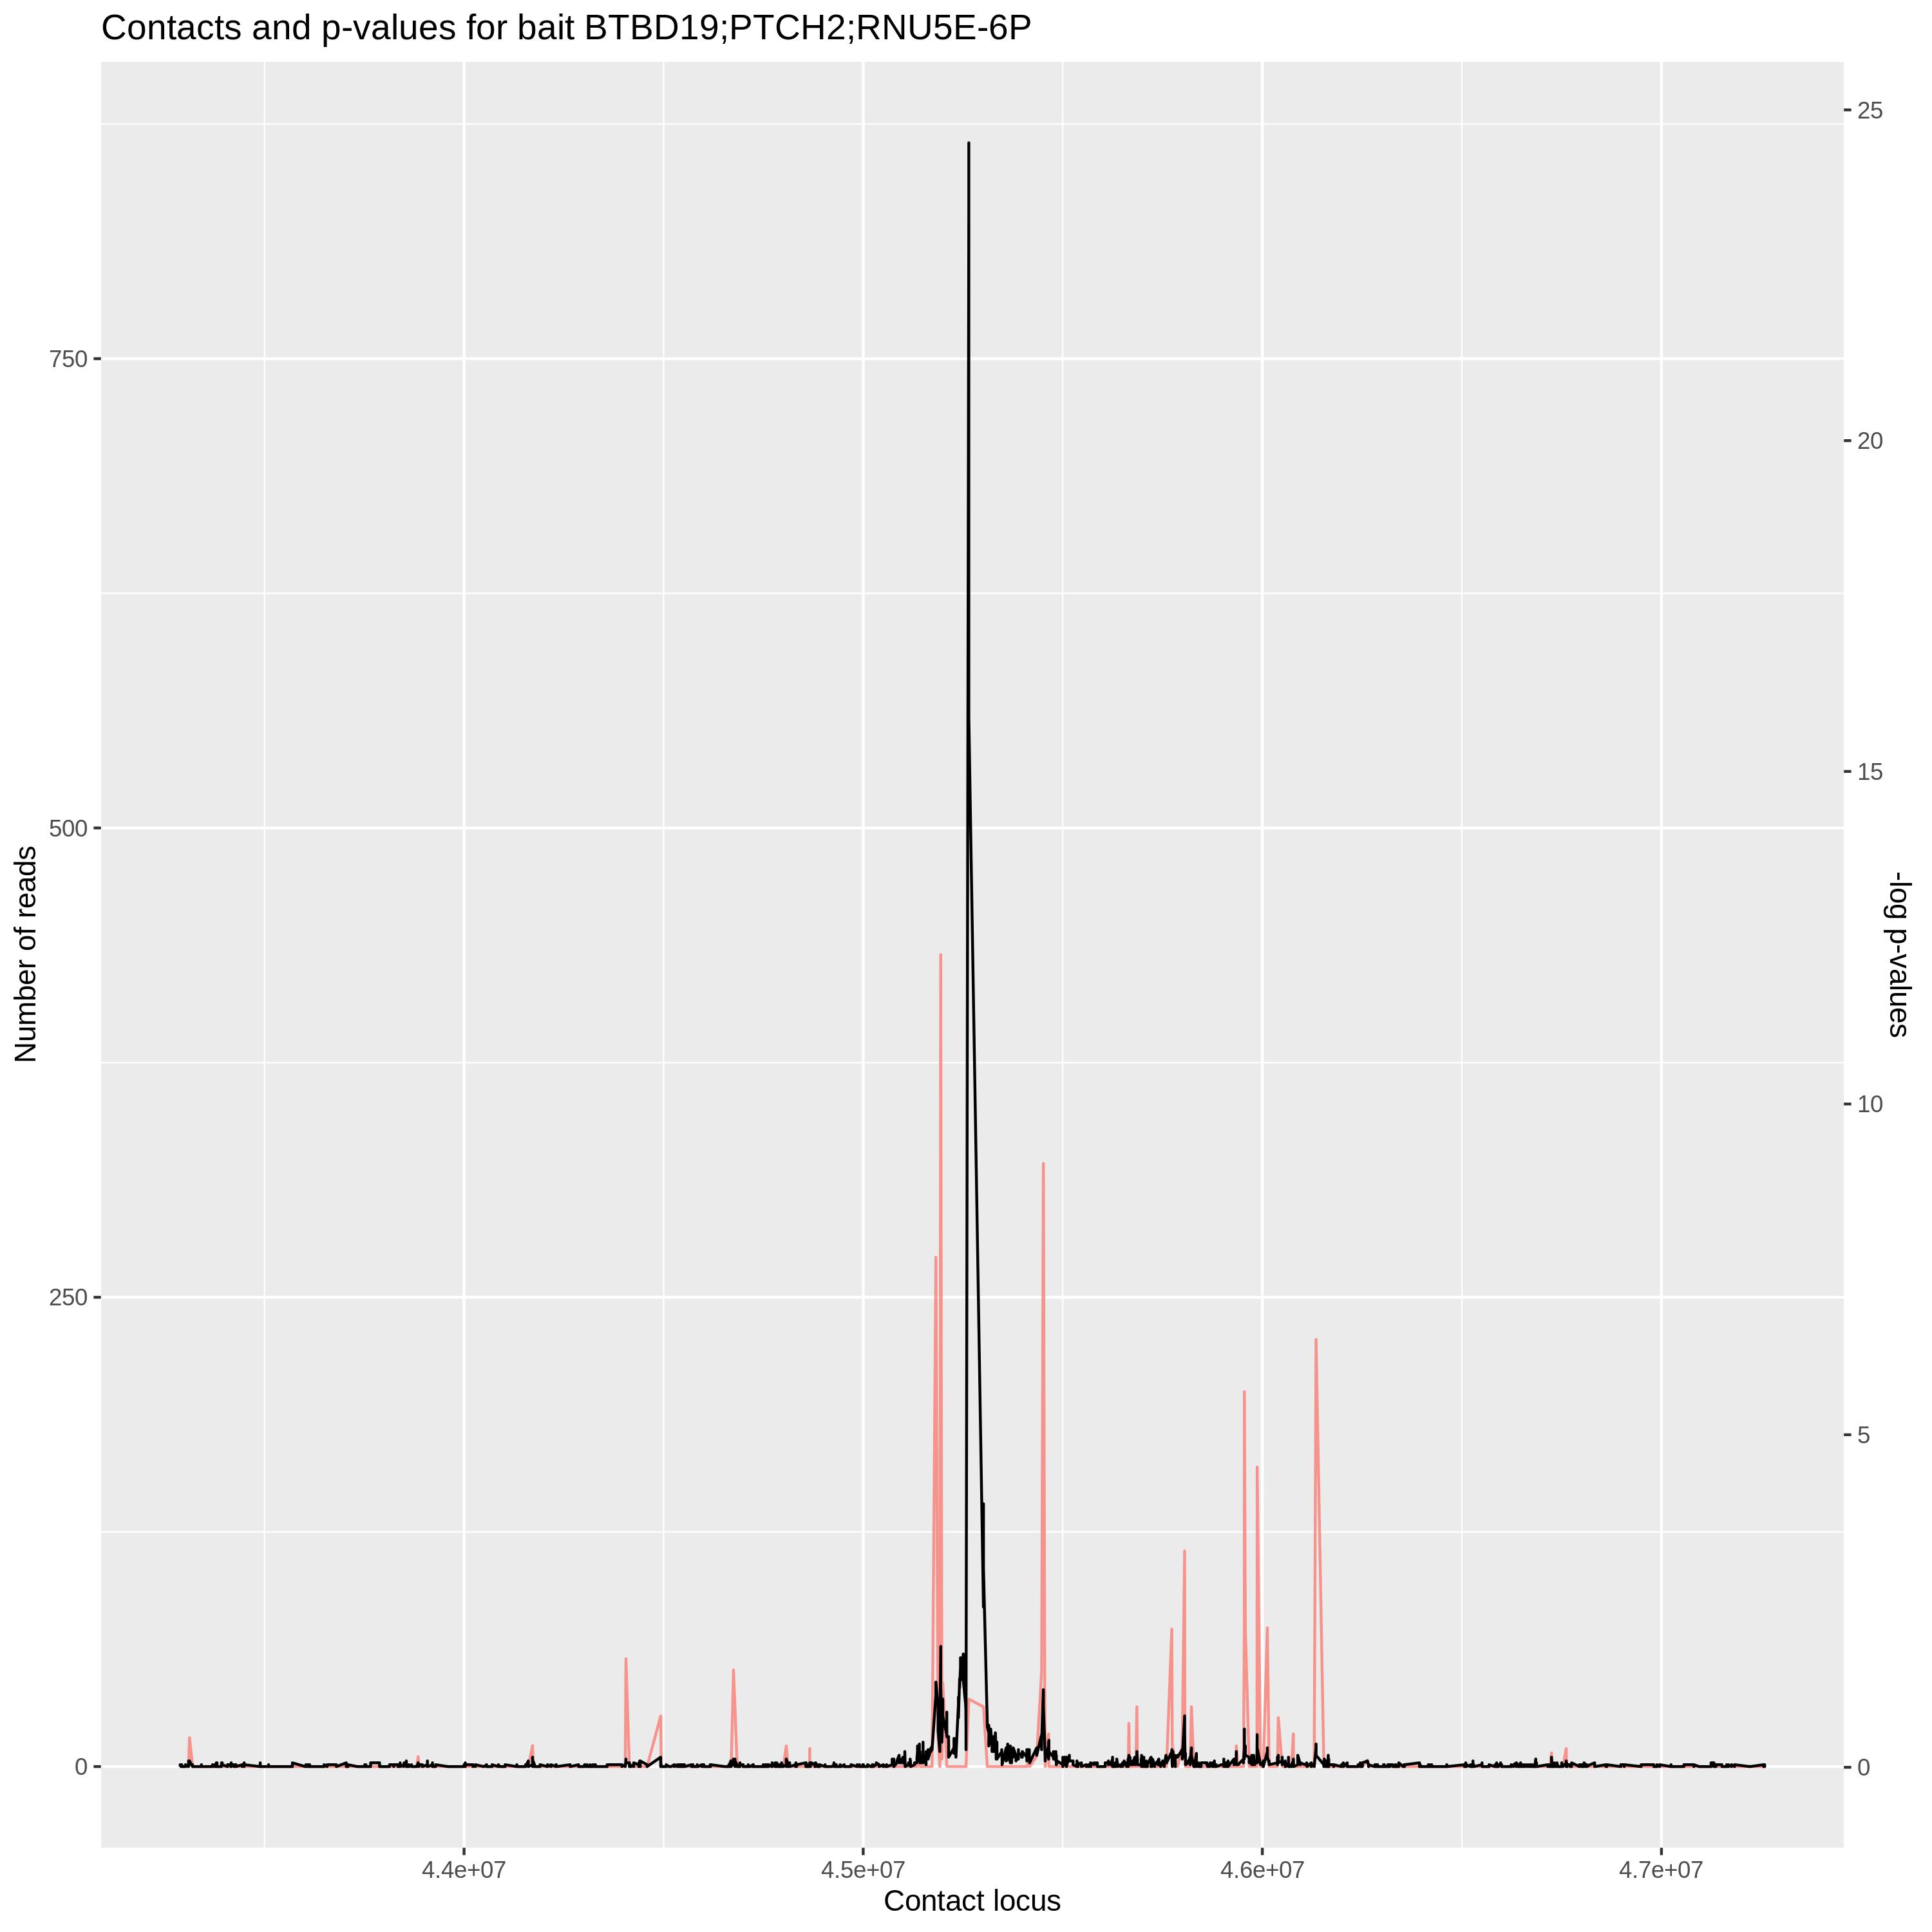 Contacts and p-values for bait BTBD19;PTCH2;RNU5E-6P
Number of reads
750
500
250
0
25
20
15
10
5
0
-log p-values
4.4e+07
4.5e+07
4.6e+07
4.7e+07
Contact locus